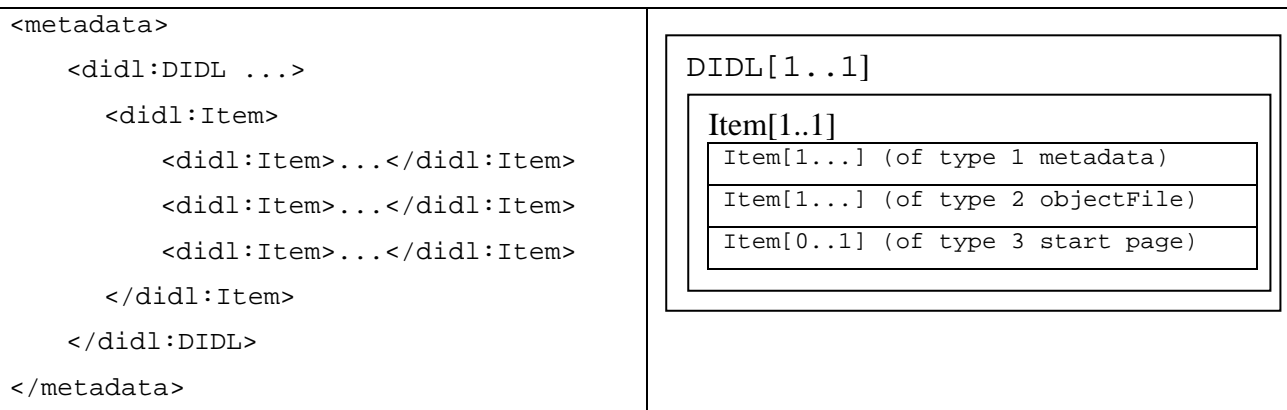 <metadata>
<didl:DIDL ...>
<didl:Item>
<didl:Item>...</didl:Item>
<didl:Item>...</didl:Item>
<didl:Item>...</didl:Item>
</didl:Item>
</didl:DIDL>
</metadata>
DIDL[1..1]
Item[1..1]
Item[1...] (of type 1 metadata)
Item[1...] (of type 2 objectFile)
Item[0..1] (of type 3 start page)